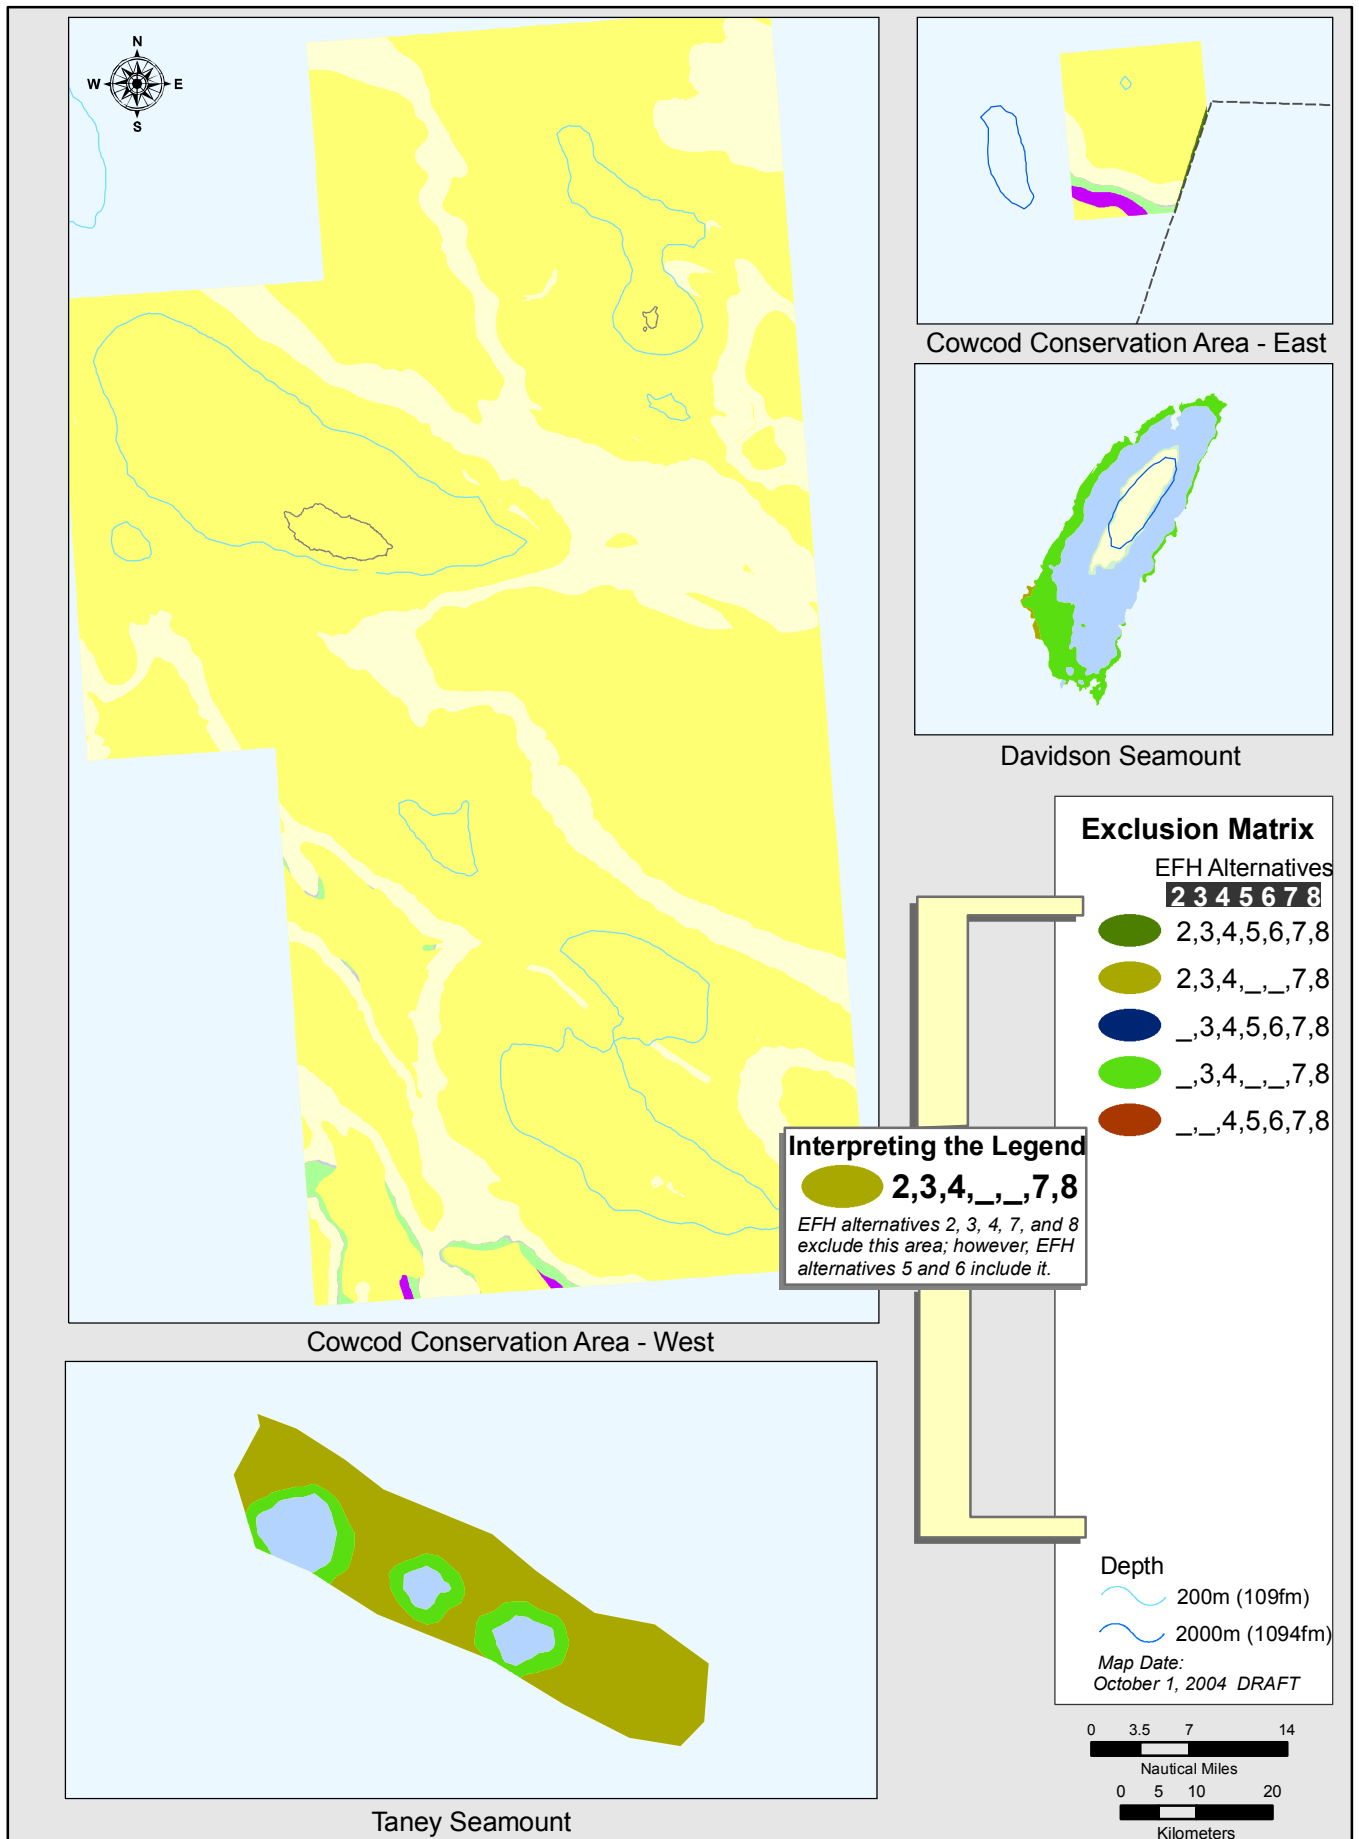 N
W E
S
Cowcod Conservation Area - East
Davidson Seamount
Exclusion Matrix
EFH Alternatives
2 3 4 5 6 7 8
2,3,4,5,6,7,8
2,3,4,_,_,7,8
_,3,4,5,6,7,8
_,3,4,_,_,7,8
_,_,4,5,6,7,8
Interpreting the Legend
2,3,4,_,_,7,8
EFH alternatives 2, 3, 4, 7, and 8
exclude this area; however, EFH
alternatives 5 and 6 include it.
Cowcod Conservation Area - West
Depth
200m (109fm)
2000m (1094fm)
Map Date:
October 1, 2004 DRAFT
0 3.5 7 14
Nautical Miles
0 5 10 20
Kilometers
Taney Seamount